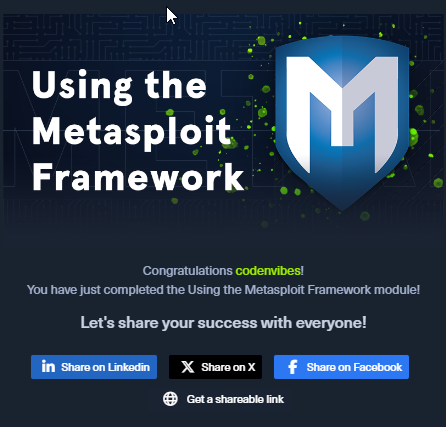 Using the
Metasploit
Framework
Congratulations codenvibes!
You have just completed the Using the Metasploit Framework module!
Let's share your success with everyone!
Share on Linkedin
Share on X
Share on Facebook
Get a shareable link